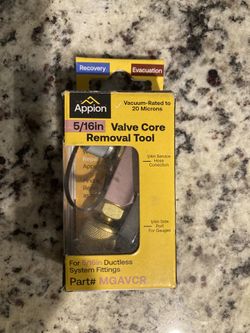 Recovery
Evacuation
Appion
Vacuum-Rated to
20 Microns
5/16in Valve Core
Removal Tool
1/4in Service
Hose
Connection
1/4in Side
Port
For Gauges
For 5/16in Ductless
System Fittings
Part# MGAVCR